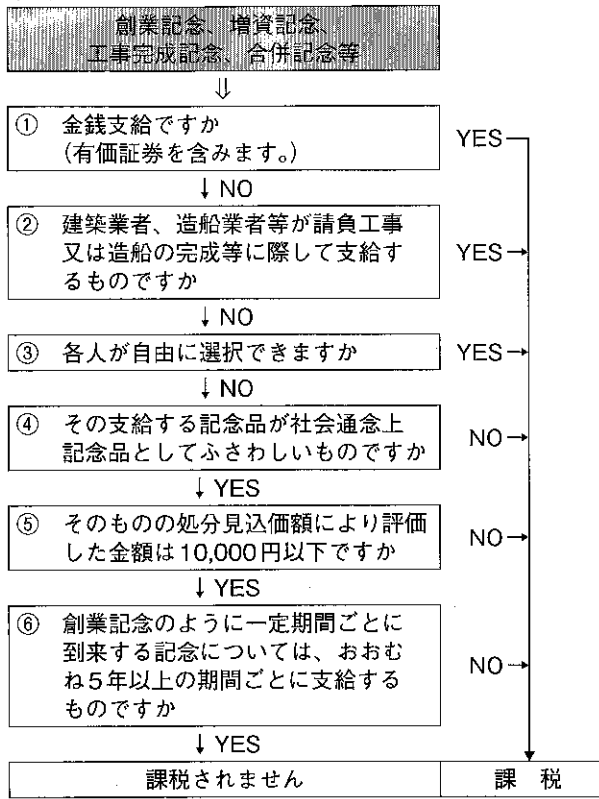 創業記念、増資記念、
工事完成記念、合併記念等
⇓
① 金銭支給ですか
(有価証券を含みます。)
YES
↓ NO
② 建築業者、造船業者等が請負工事
又は造船の完成等に際して支給す
るものですか
YES→
↓ NO
③ 各人が自由に選択できますか
YES→
↓ NO
④ その支給する記念品が社会通念上
記念品としてふさわしいものですか
NO→
↓ YES
⑤ そのものの処分見込価額により評価
した金額は10,000円以下ですか
NO→
↓ YES
⑥ 創業記念のように一定期間ごとに
到来する記念については、おおむ
ね5年以上の期間ごとに支給する
ものですか
NO→
↓ YES
課税されません
課 税